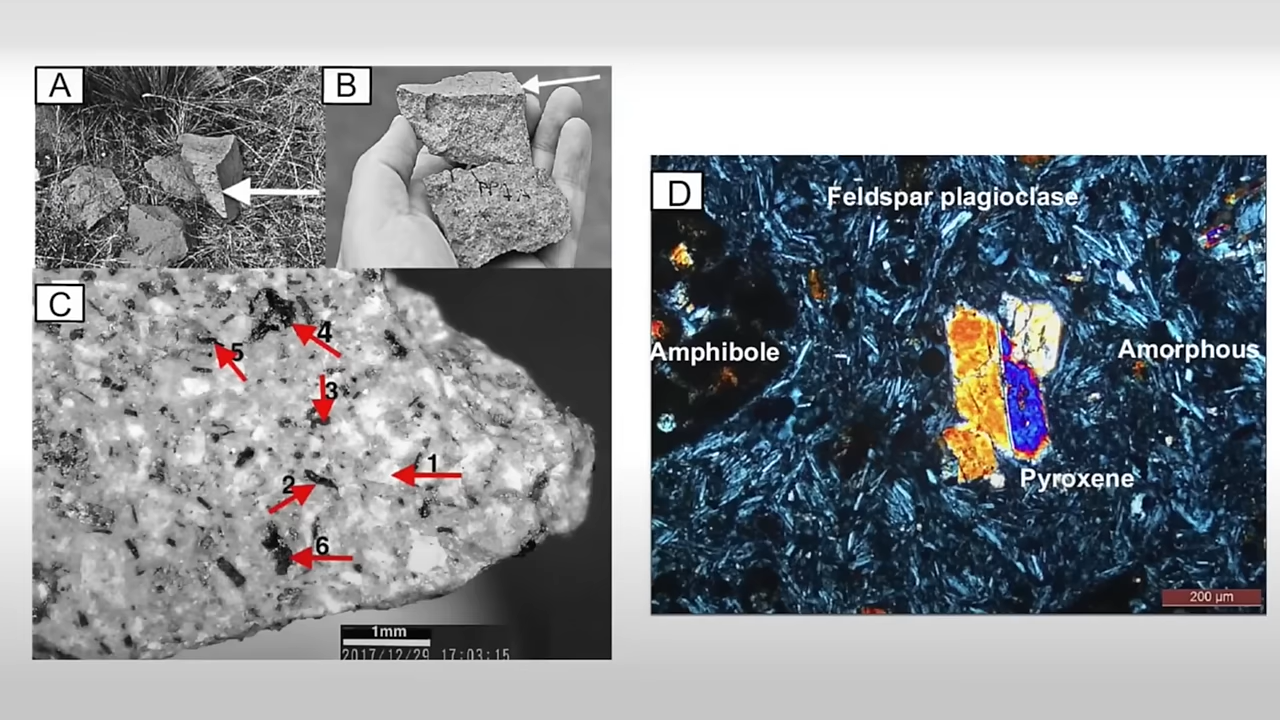 A
B
C
5
4
3
1
2
6
1mm
2017/12/29 17:03:15
D
Feldspar plagioclase
Amphibole
Amorphous
Pyroxene
200 µm